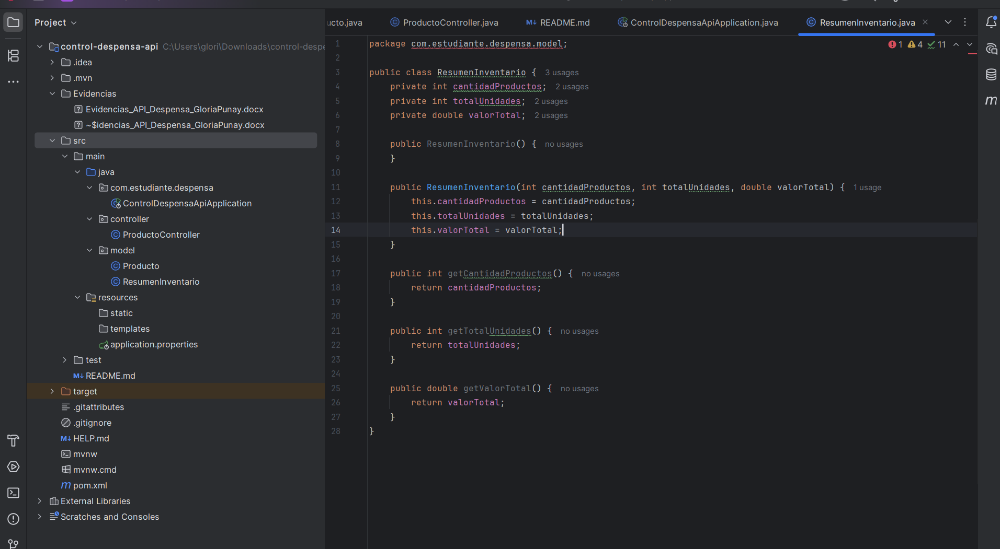 Project
control-despensa-api C:\Users\glori\Downloads\control-despe
.idea
.mvn
Evidencias
Evidencias_API_Despensa_GloriaPunay.docx
~$idencias_API_Despensa_GloriaPunay.docx
src
main
java
com.estudiante.despensa
ControlDespensaApiApplication
controller
ProductoController
model
Producto
ResumenInventario
resources
static
templates
application.properties
test
README.md
target
.gitattributes
.gitignore
HELP.md
mvnw
mvnw.cmd
pom.xml
External Libraries
Scratches and Consoles
ucto.java ProductoController.java README.md ControlDespensaApiApplication.java ResumenInventario.java
1 4 11
1 package com.estudiante.despensa.model;
2
3 public class ResumenInventario { 3 usages
4 private int cantidadProductos; 2 usages
5 private int totalUnidades; 2 usages
6 private double valorTotal; 2 usages
7
8 public ResumenInventario() { no usages
9 }
10
11 public ResumenInventario(int cantidadProductos, int totalUnidades, double valorTotal) { 1 usage
12 this.cantidadProductos = cantidadProductos;
13 this.totalUnidades = totalUnidades;
14 this.valorTotal = valorTotal;
15 }
16
17 public int getCantidadProductos() { no usages
18 return cantidadProductos;
19 }
20
21 public int getTotalUnidades() { no usages
22 return totalUnidades;
23 }
24
25 public double getValorTotal() { no usages
26 return valorTotal;
27 }
28 }